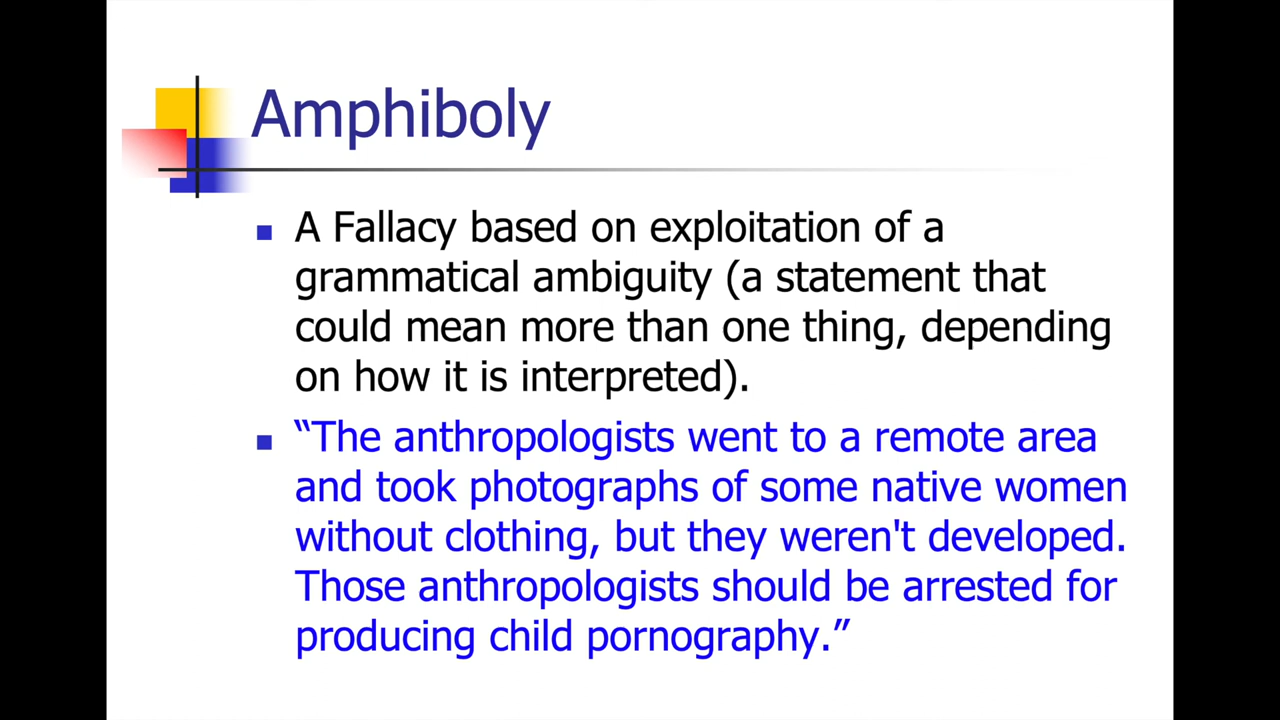 Amphiboly
A Fallacy based on exploitation of a
grammatical ambiguity (a statement that
could mean more than one thing, depending
on how it is interpreted).
“The anthropologists went to a remote area
and took photographs of some native women
without clothing, but they weren't developed.
Those anthropologists should be arrested for
producing child pornography.”